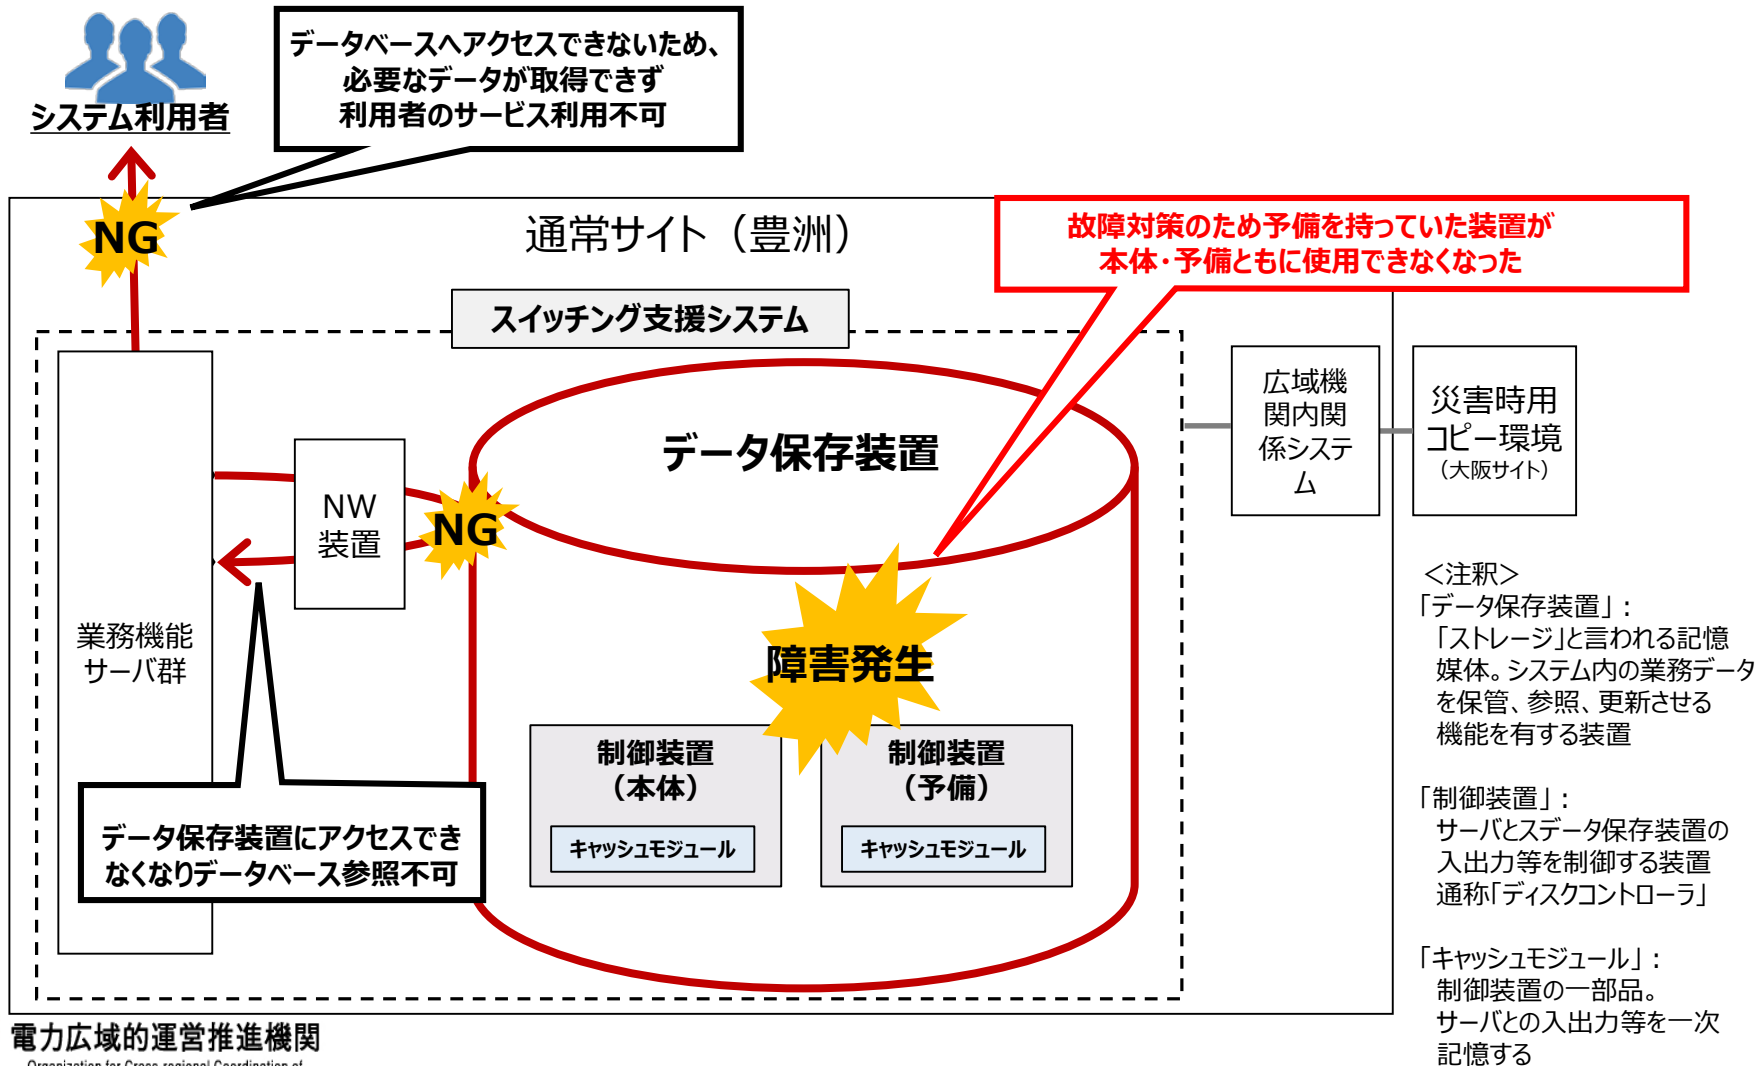 システム利用者
データベースへアクセスできないため、
必要なデータが取得できず
利用者のサービス利用不可
NG
通常サイト（豊洲）
故障対策のため予備を持っていた装置が
本体・予備ともに使用できなくなった
スイッチング支援システム
業務機能
サーバ群
NW
装置
NG
データ保存装置
障害発生
制御装置
（本体）
キャッシュモジュール
制御装置
（予備）
キャッシュモジュール
データ保存装置にアクセスでき
なくなりデータベース参照不可
広域機
関内関
係システ
ム
災害時用
コピー環境
（大阪サイト）
＜注釈＞
「データ保存装置」：
「ストレージ」と言われる記憶
媒体。システム内の業務データ
を保管、参照、更新させる
機能を有する装置
「制御装置」：
サーバとスデータ保存装置の
入出力等を制御する装置
通称「ディスクコントローラ」
「キャッシュモジュール」：
制御装置の一部品。
サーバとの入出力等を一次
記憶する
電力広域的運営推進機関
Organization for Cross-regional Coordination of